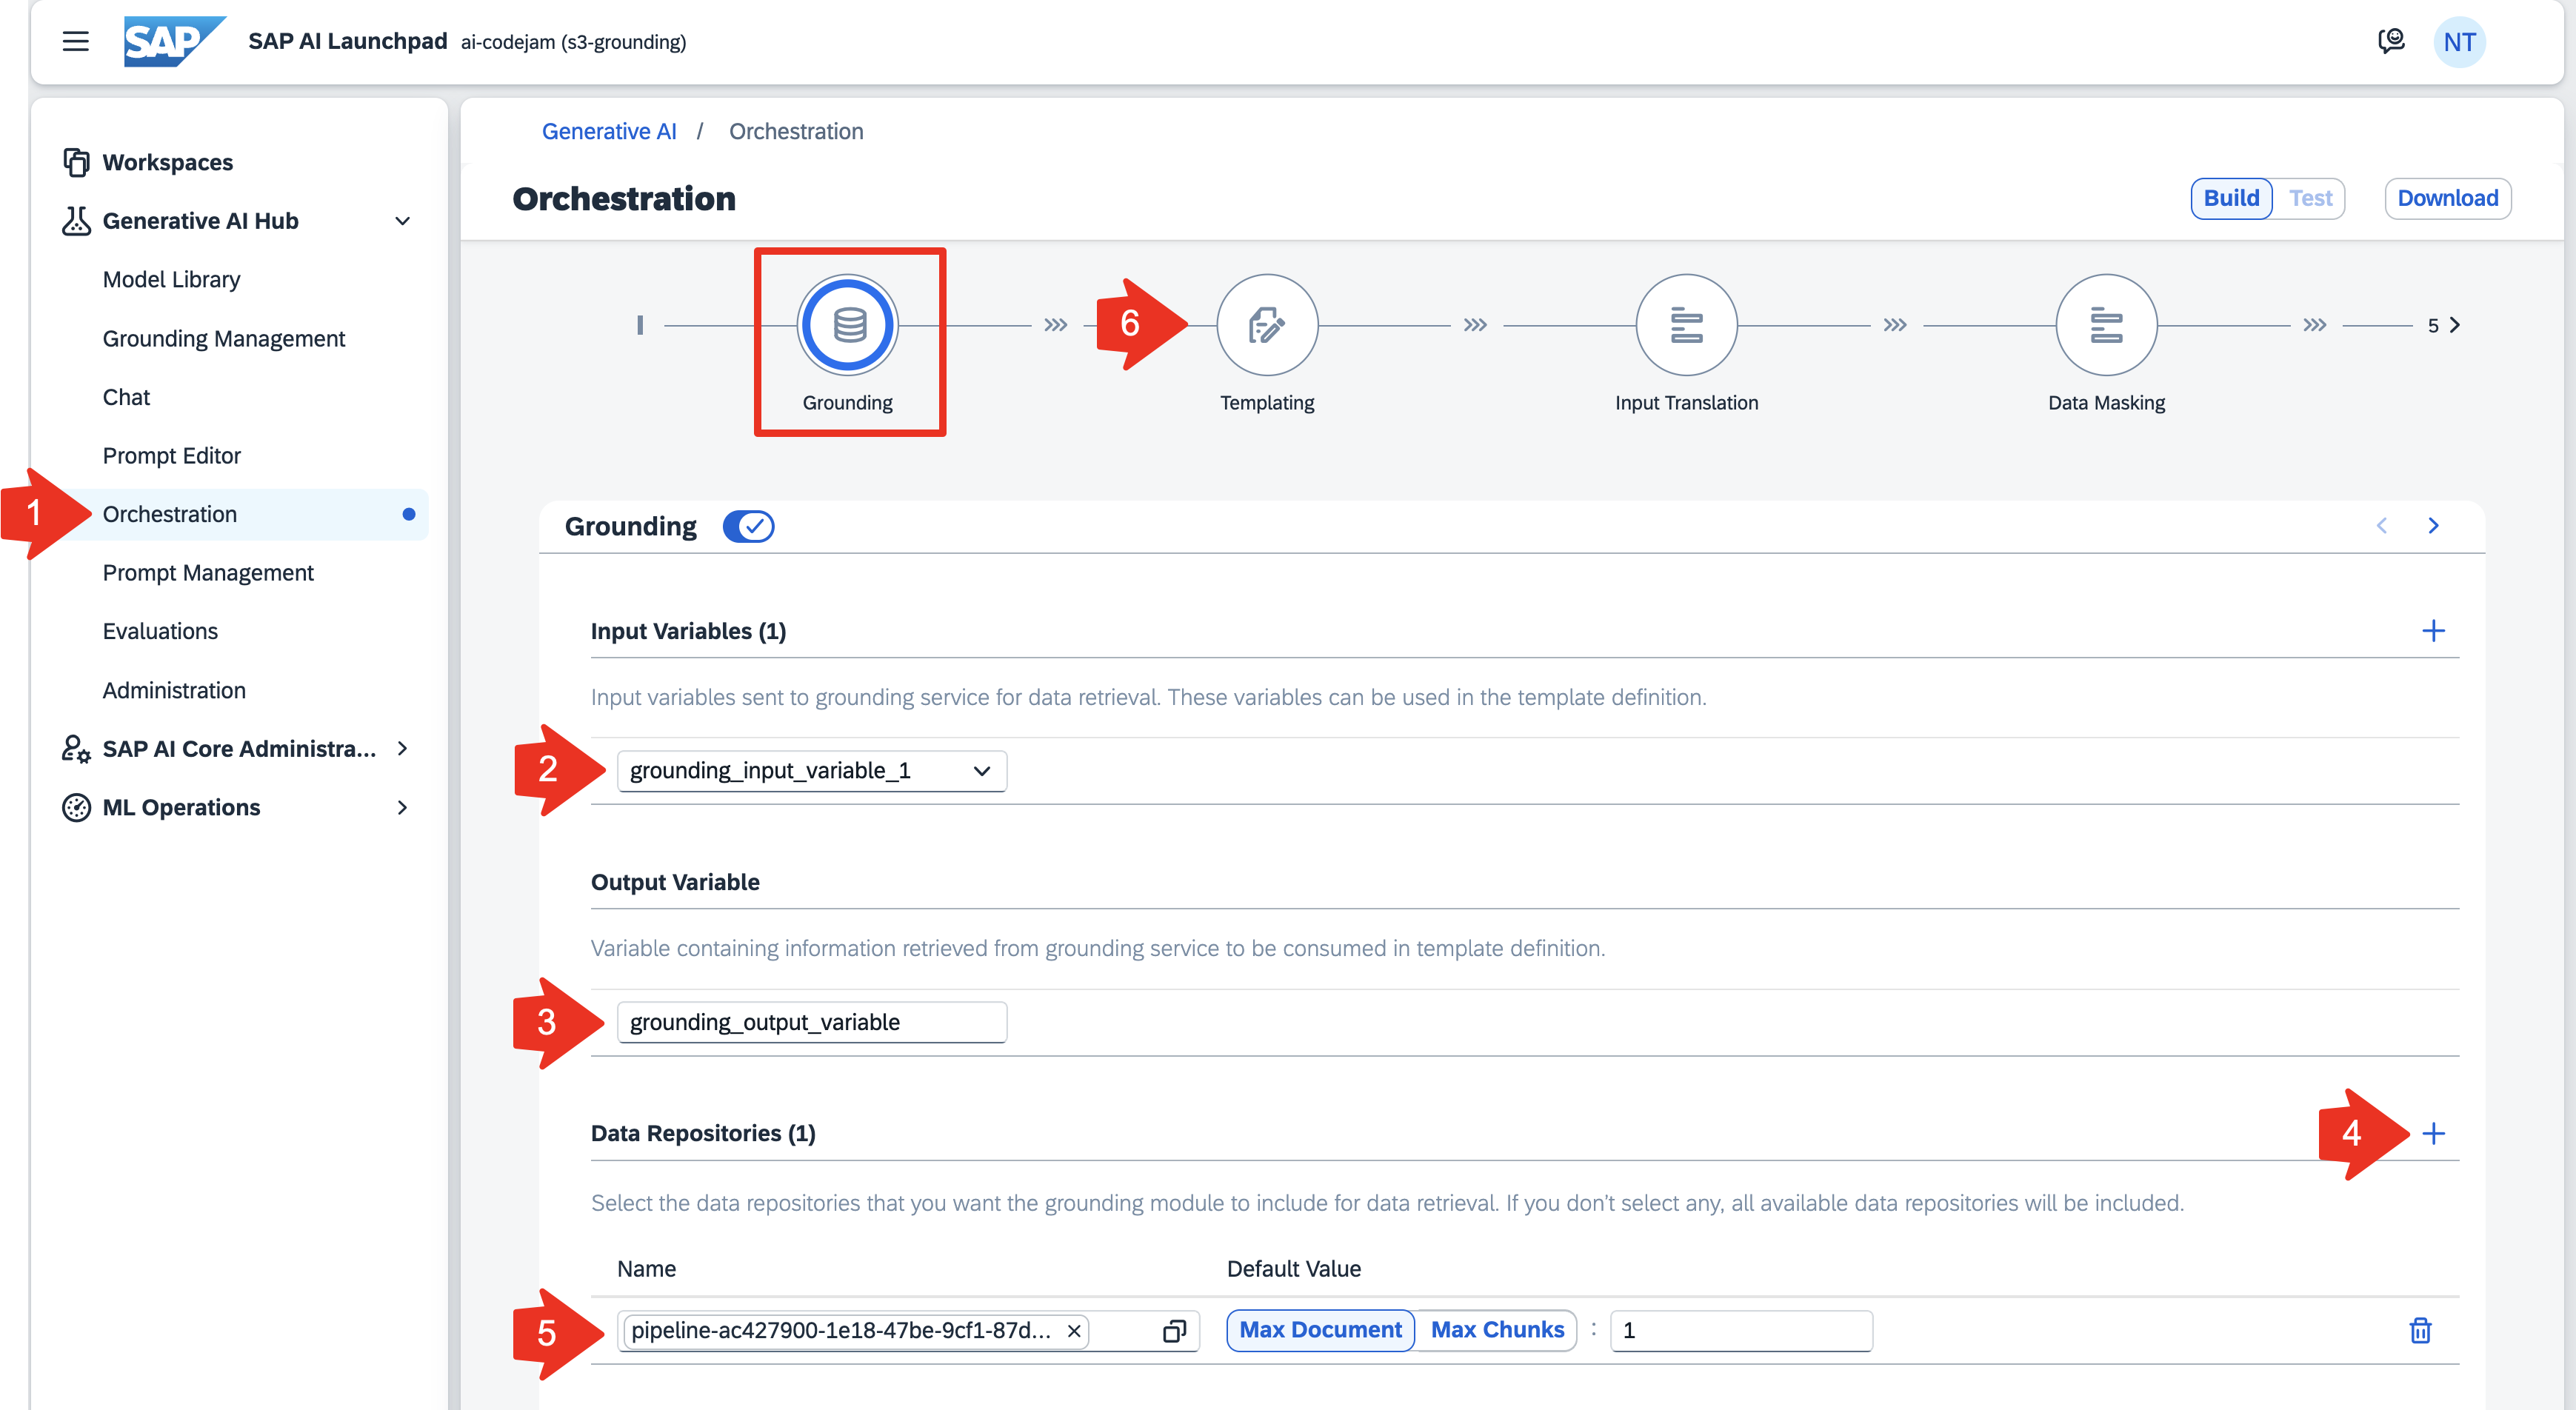 SAP SAP AI Launchpad ai-codejam (s3-grounding) NT
Workspaces
Generative AI Hub
Model Library
Grounding Management
Chat
Prompt Editor
1 Orchestration
Prompt Management
Evaluations
Administration
SAP AI Core Administra...
ML Operations
Generative AI / Orchestration
Orchestration
Build Test Download
6 5
Grounding Templating Input Translation Data Masking
Grounding
Input Variables (1)
Input variables sent to grounding service for data retrieval. These variables can be used in the template definition.
2 grounding_input_variable_1
Output Variable
Variable containing information retrieved from grounding service to be consumed in template definition.
3 grounding_output_variable
Data Repositories (1) 4
Select the data repositories that you want the grounding module to include for data retrieval. If you don't select any, all available data repositories will be included.
Name Default Value
5 pipeline-ac427900-1e18-47be-9cf1-87d... Max Document Max Chunks : 1